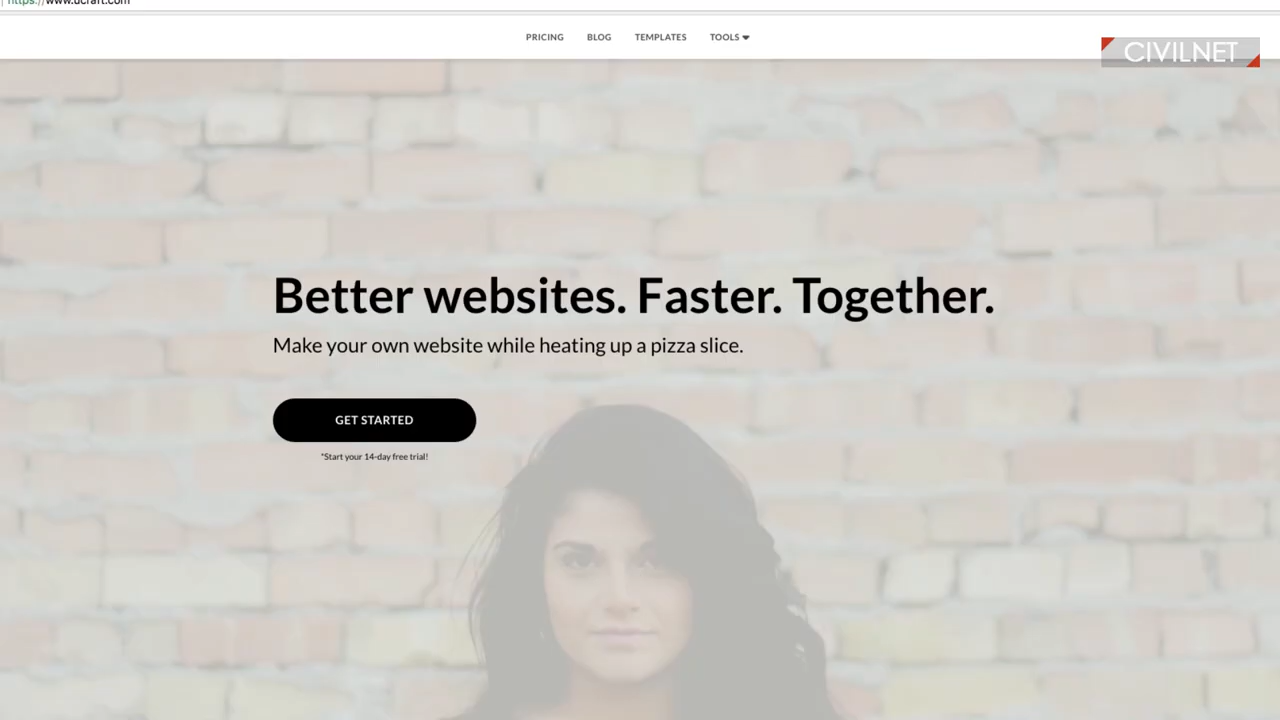 https://www.ucraft.com
PRICING BLOG TEMPLATES TOOLS
CIVILNET
Better websites. Faster. Together.
Make your own website while heating up a pizza slice.
GET STARTED
*Start your 14-day free trial!